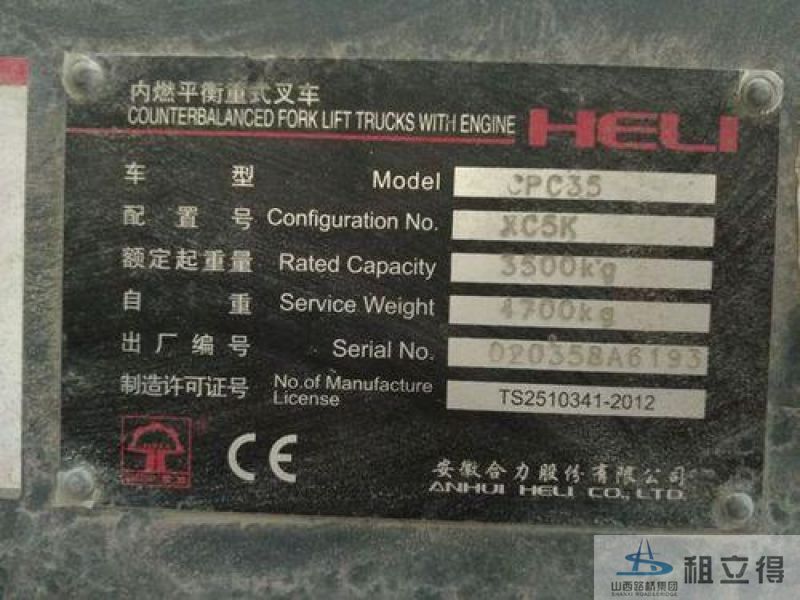 内燃平衡重式叉车
COUNTERBALANCED FORK LIFT TRUCKS WITH ENGINE HELI
车型 Model CPC35
配置号 Configuration No. XC5K
额定起重量 Rated Capacity 3500kg
自重 Service Weight 4700kg
出厂编号 Serial No. 020358A6193
制造许可证号 No.of Manufacture License TS2510341-2012
CE
安徽合力股份有限公司
ANHUI HELI CO., LTD.
山西路桥集团
SHANXI ROAD&BRIDGE
租立得